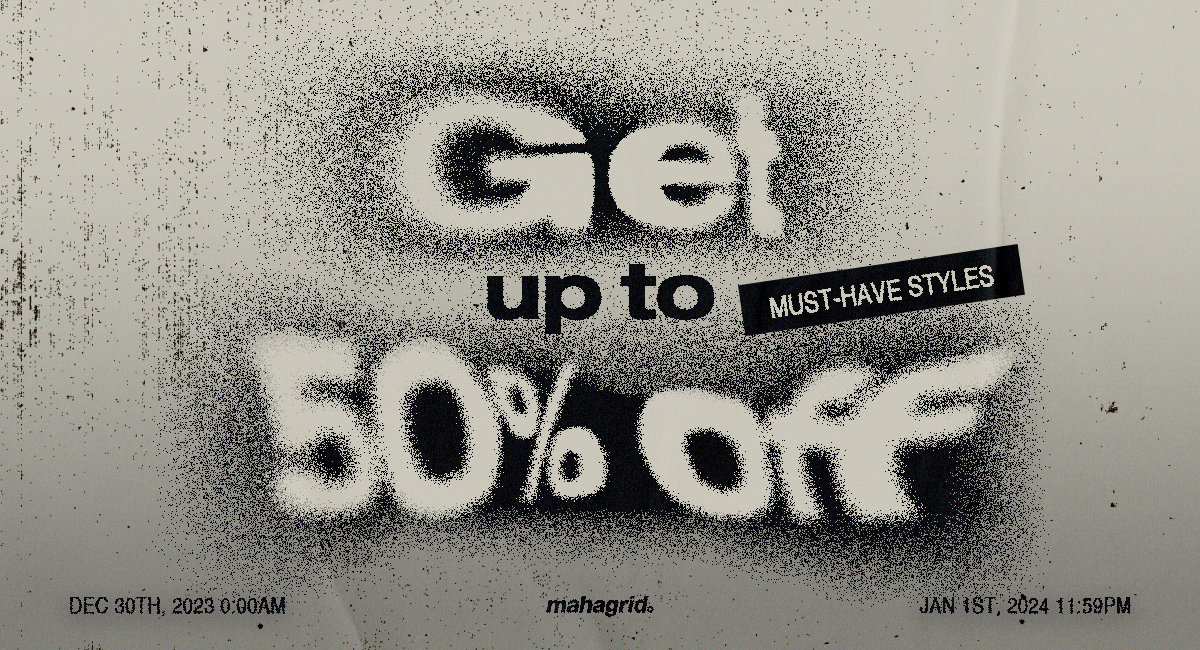 Get
up to
MUST-HAVE STYLES
50% off
DEC 30TH, 2023 0:00AM
mahagrid
JAN 1ST, 2024 11:59PM